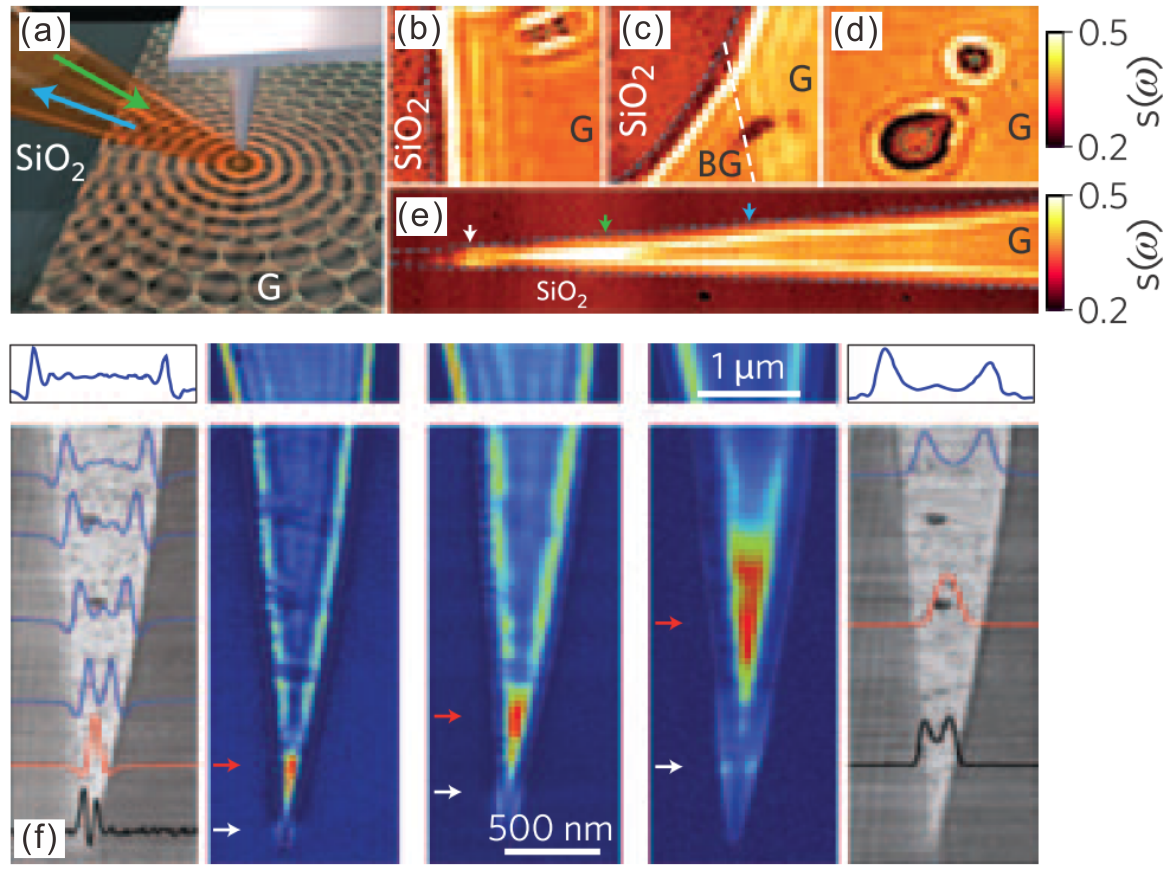 (a)
SiO2
G
(b)
SiO2
G
(c)
SiO2
G
BG
(d)
G
0.5
0.2
s(ω)
(e)
SiO2
G
0.5
0.2
s(ω)
1 μm
500 nm
(f)